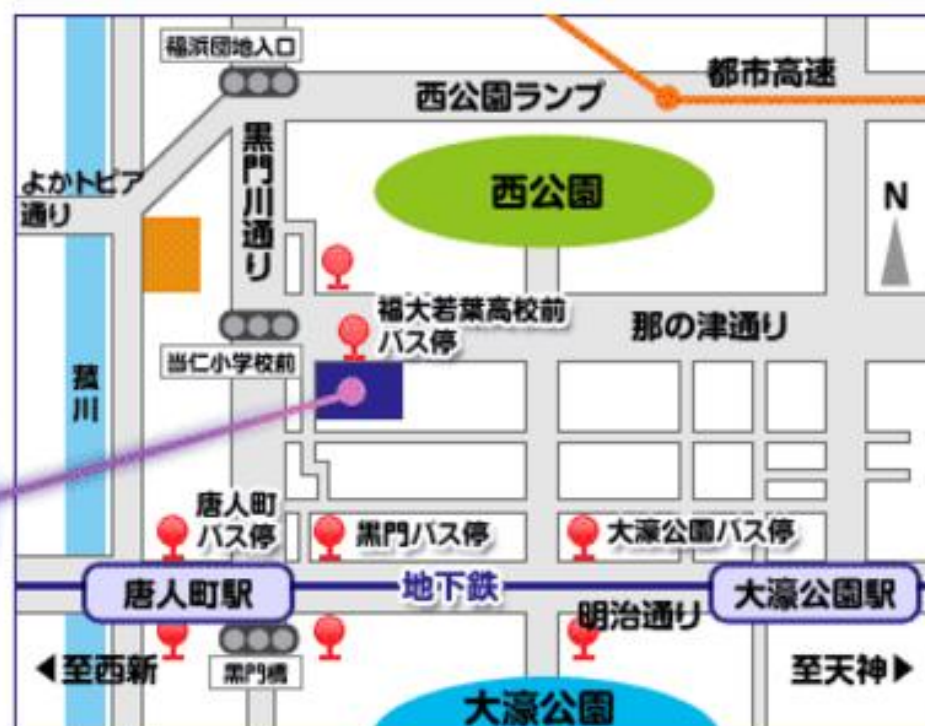 福浜団地入口
都市高速
西公園ランプ
黒門川通り
よかトピア
通り
西公園
N
福大若葉高校前
バス停
那の津通り
当仁小学校前
菰川
唐人町
バス停
黒門バス停
大濠公園バス停
唐人町駅
地下鉄
大濠公園駅
明治通り
◀至西新
黒門橋
至天神▶
大濠公園